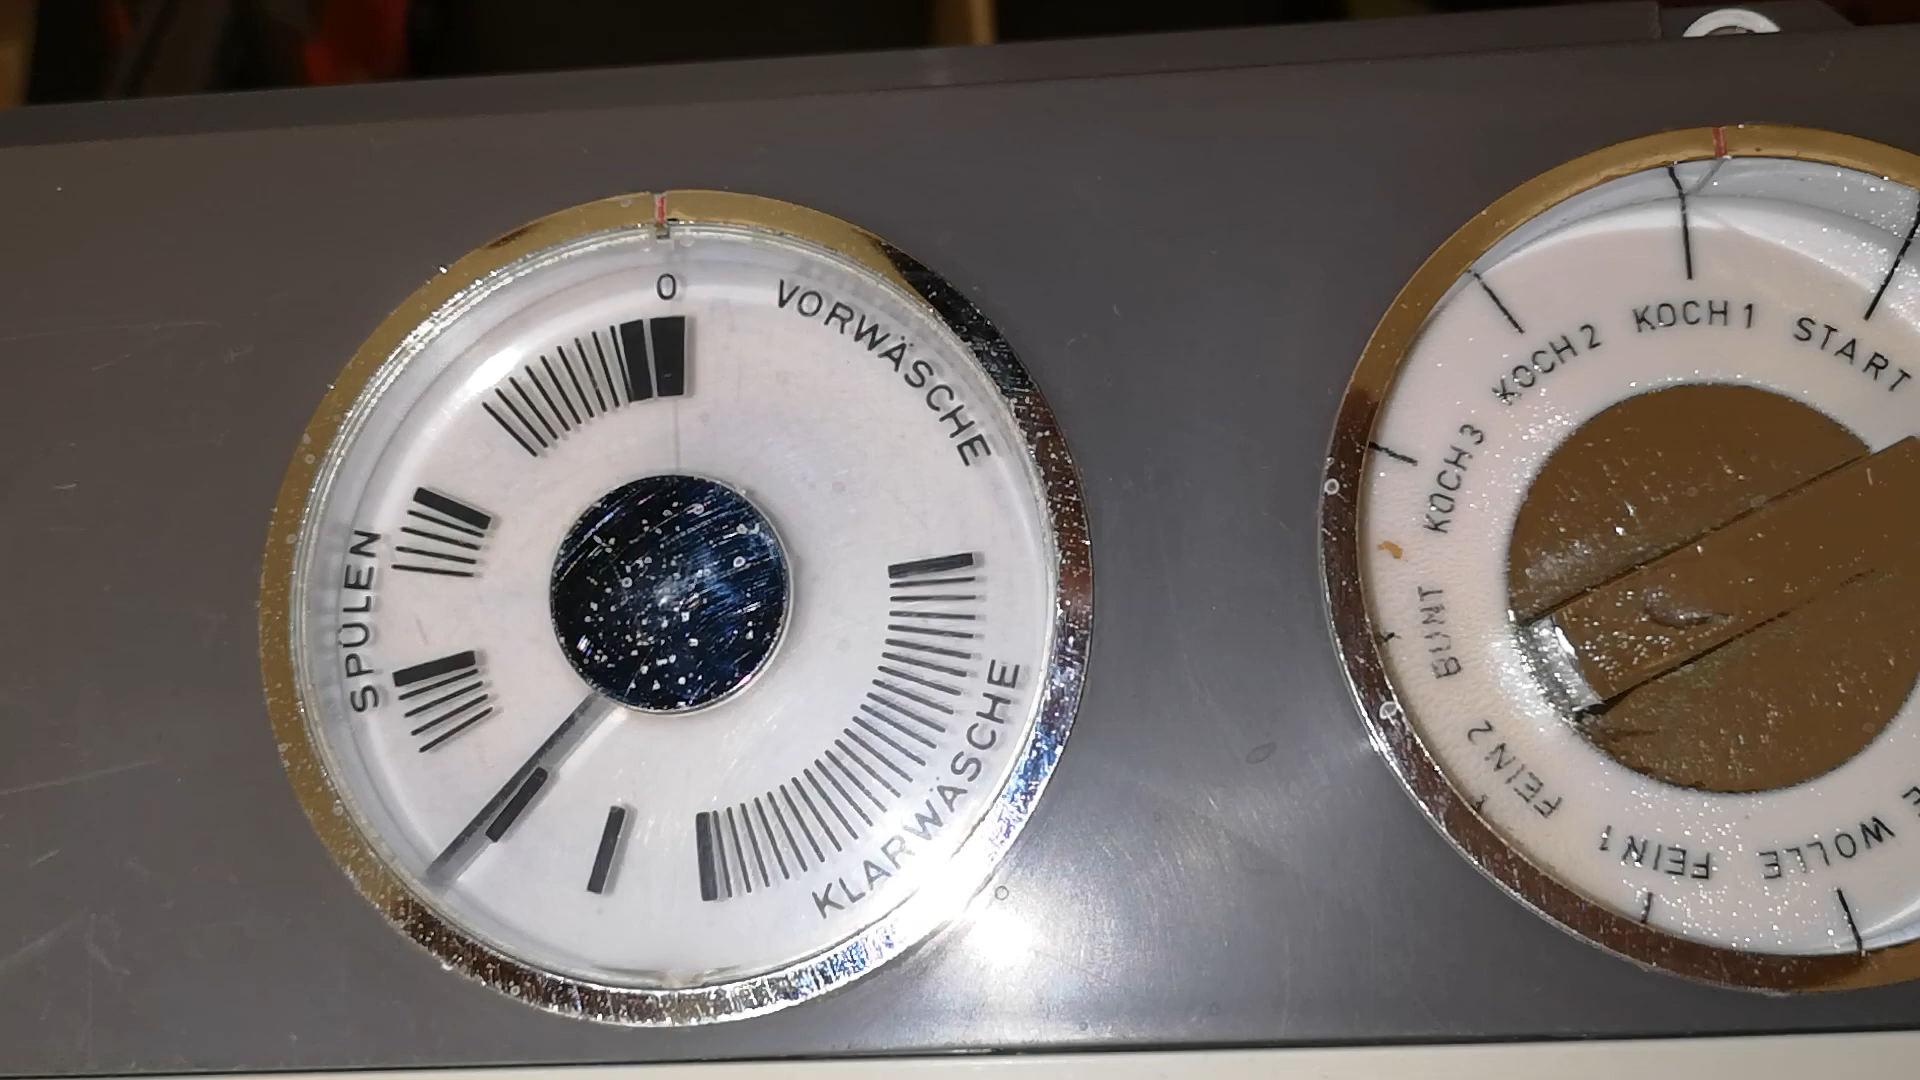 0
VORWÄSCHE
KLARWÄSCHE
SPÜLEN
START
KOCH 1
KOCH 2
KOCH 3
BUNT
FEIN 2
FEIN 1
WOLLE